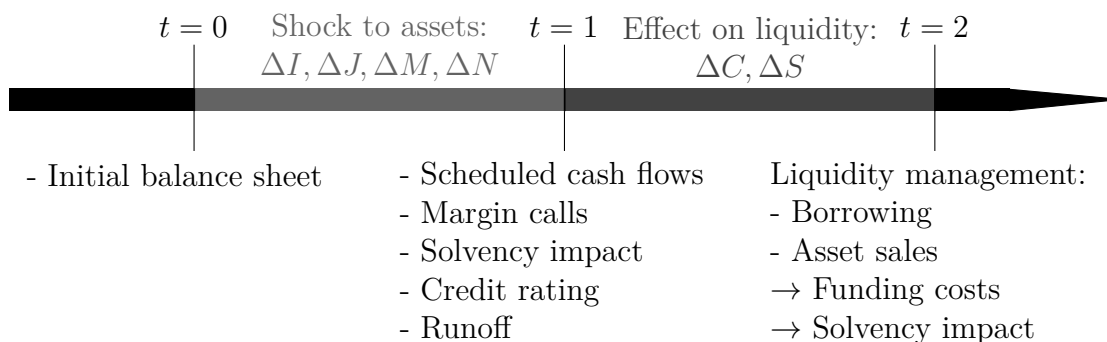 t = 0
Shock to assets:
ΔI, ΔJ, ΔM, ΔN
t = 1
Effect on liquidity:
ΔC, ΔS
t = 2
- Initial balance sheet
- Scheduled cash flows
- Margin calls
- Solvency impact
- Credit rating
- Runoff
Liquidity management:
- Borrowing
- Asset sales
→ Funding costs
→ Solvency impact